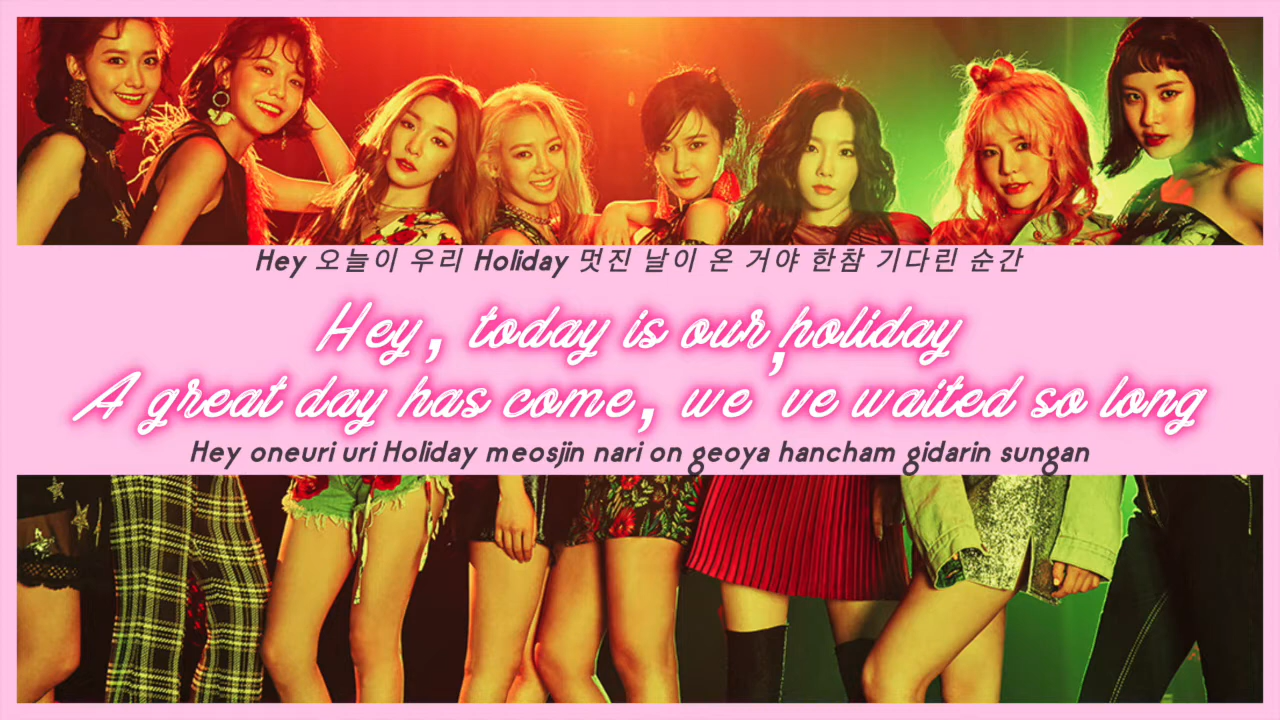 Hey 오늘이 우리 Holiday 멋진 날이 온 거야 한참 기다린 순간
Hey, today is our holiday
A great day has come, we've waited so long
Hey oneuri uri Holiday meosjin nari on geoya hancham gidarin sungan